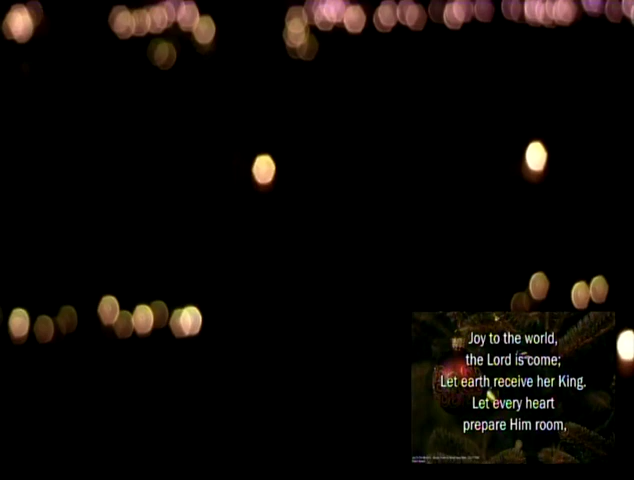 Joy to the world,
the Lord is come;
Let earth receive her King.
Let every heart
prepare Him room,